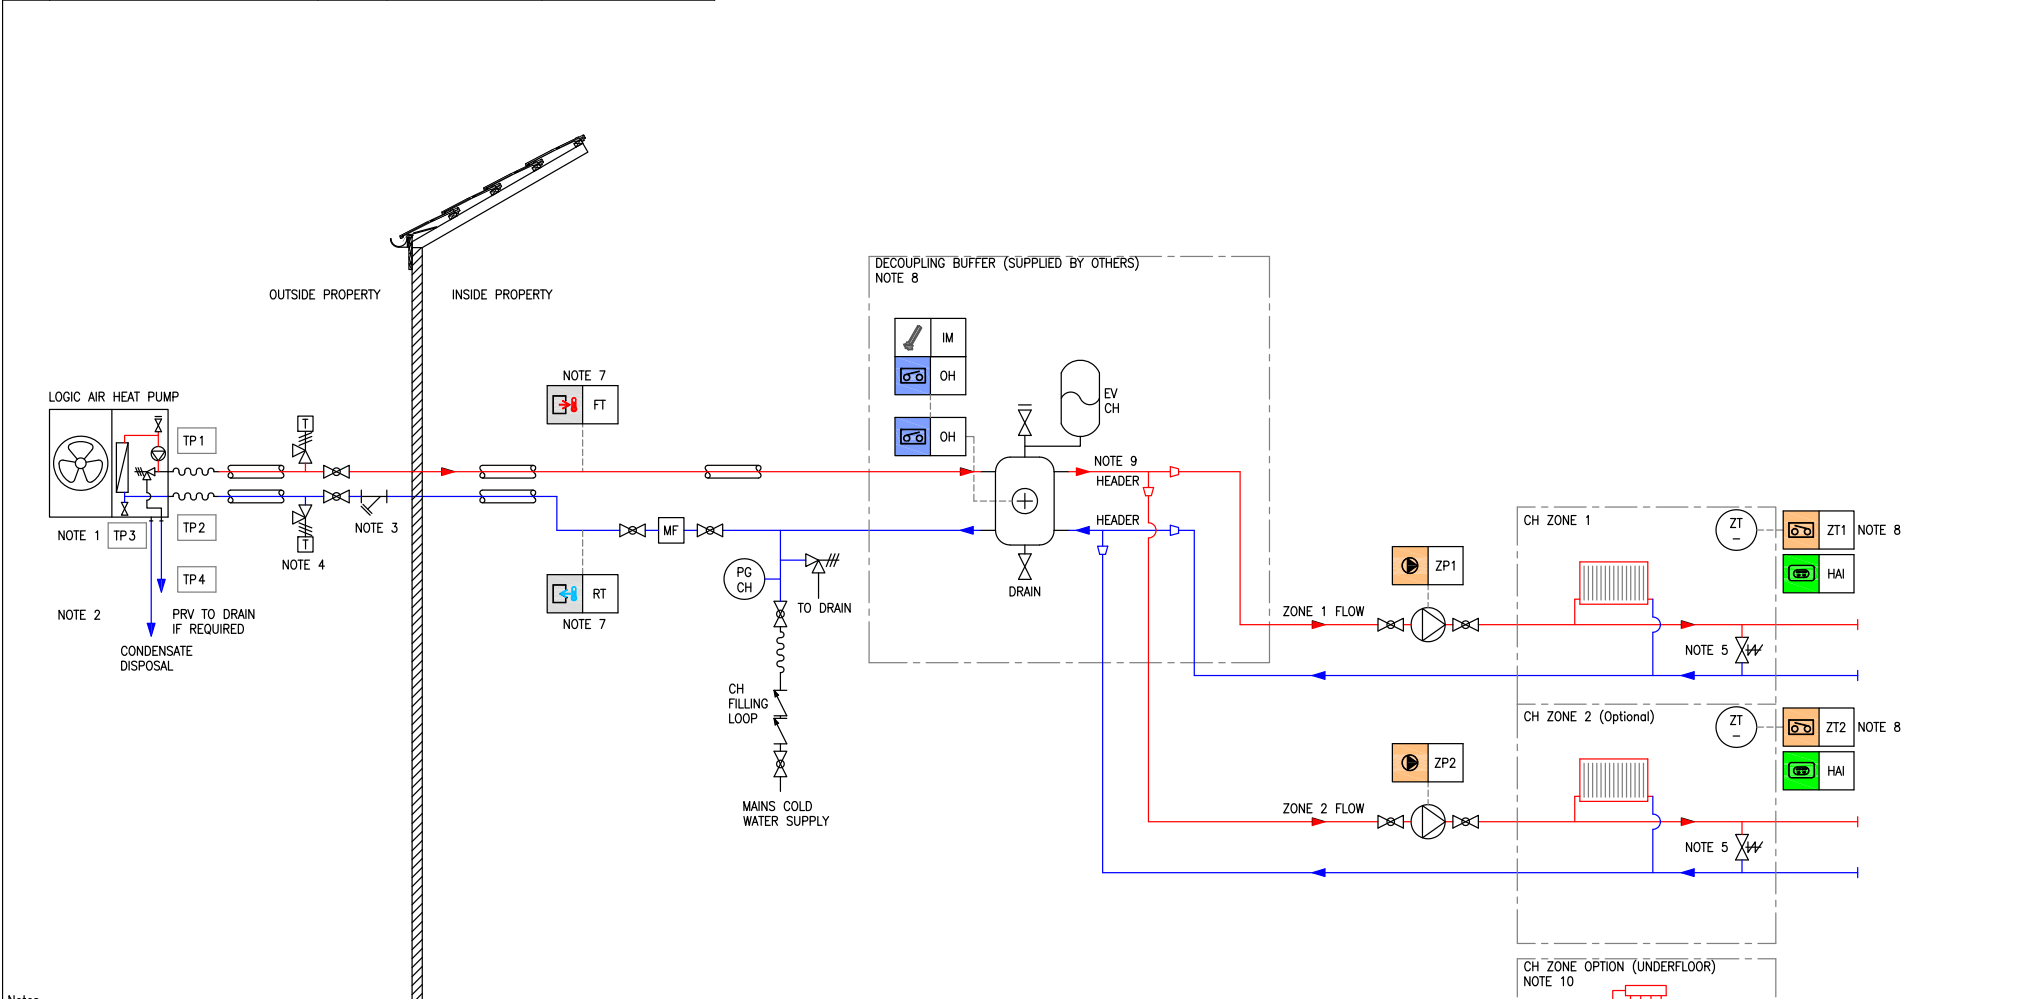 OUTSIDE PROPERTY
INSIDE PROPERTY
DECOUPLING BUFFER (SUPPLIED BY OTHERS)
NOTE 8
IM
OH
OH
EV
CH
NOTE 7
FT
LOGIC AIR HEAT PUMP
TP1
T
NOTE 9
HEADER
HEADER
NOTE 1
TP3
TP2
NOTE 3
T
NOTE 4
TP4
MF
NOTE 2
PRV TO DRAIN
IF REQUIRED
CONDENSATE
DISPOSAL
RT
NOTE 7
PG
CH
TO DRAIN
DRAIN
CH
FILLING
LOOP
MAINS COLD
WATER SUPPLY
CH ZONE 1
ZT
–
ZT1
NOTE 8
HAI
ZP1
ZONE 1 FLOW
NOTE 5
CH ZONE 2 (Optional)
ZT
–
ZT2
NOTE 8
HAI
ZP2
ZONE 2 FLOW
NOTE 5
CH ZONE OPTION (UNDERFLOOR)
NOTE 10